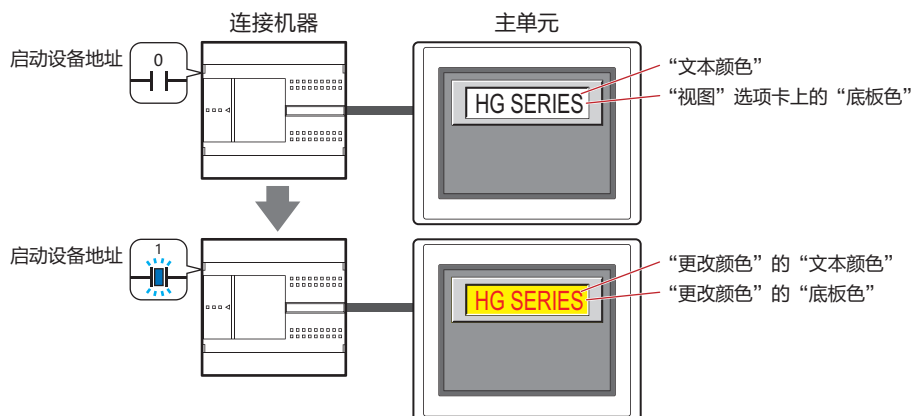 连接机器 主单元
启动设备地址 0
HG SERIES
“文本颜色”
“视图”选项卡上的“底板色”
启动设备地址 1
HG SERIES
“更改颜色”的“文本颜色”
“更改颜色”的“底板色”